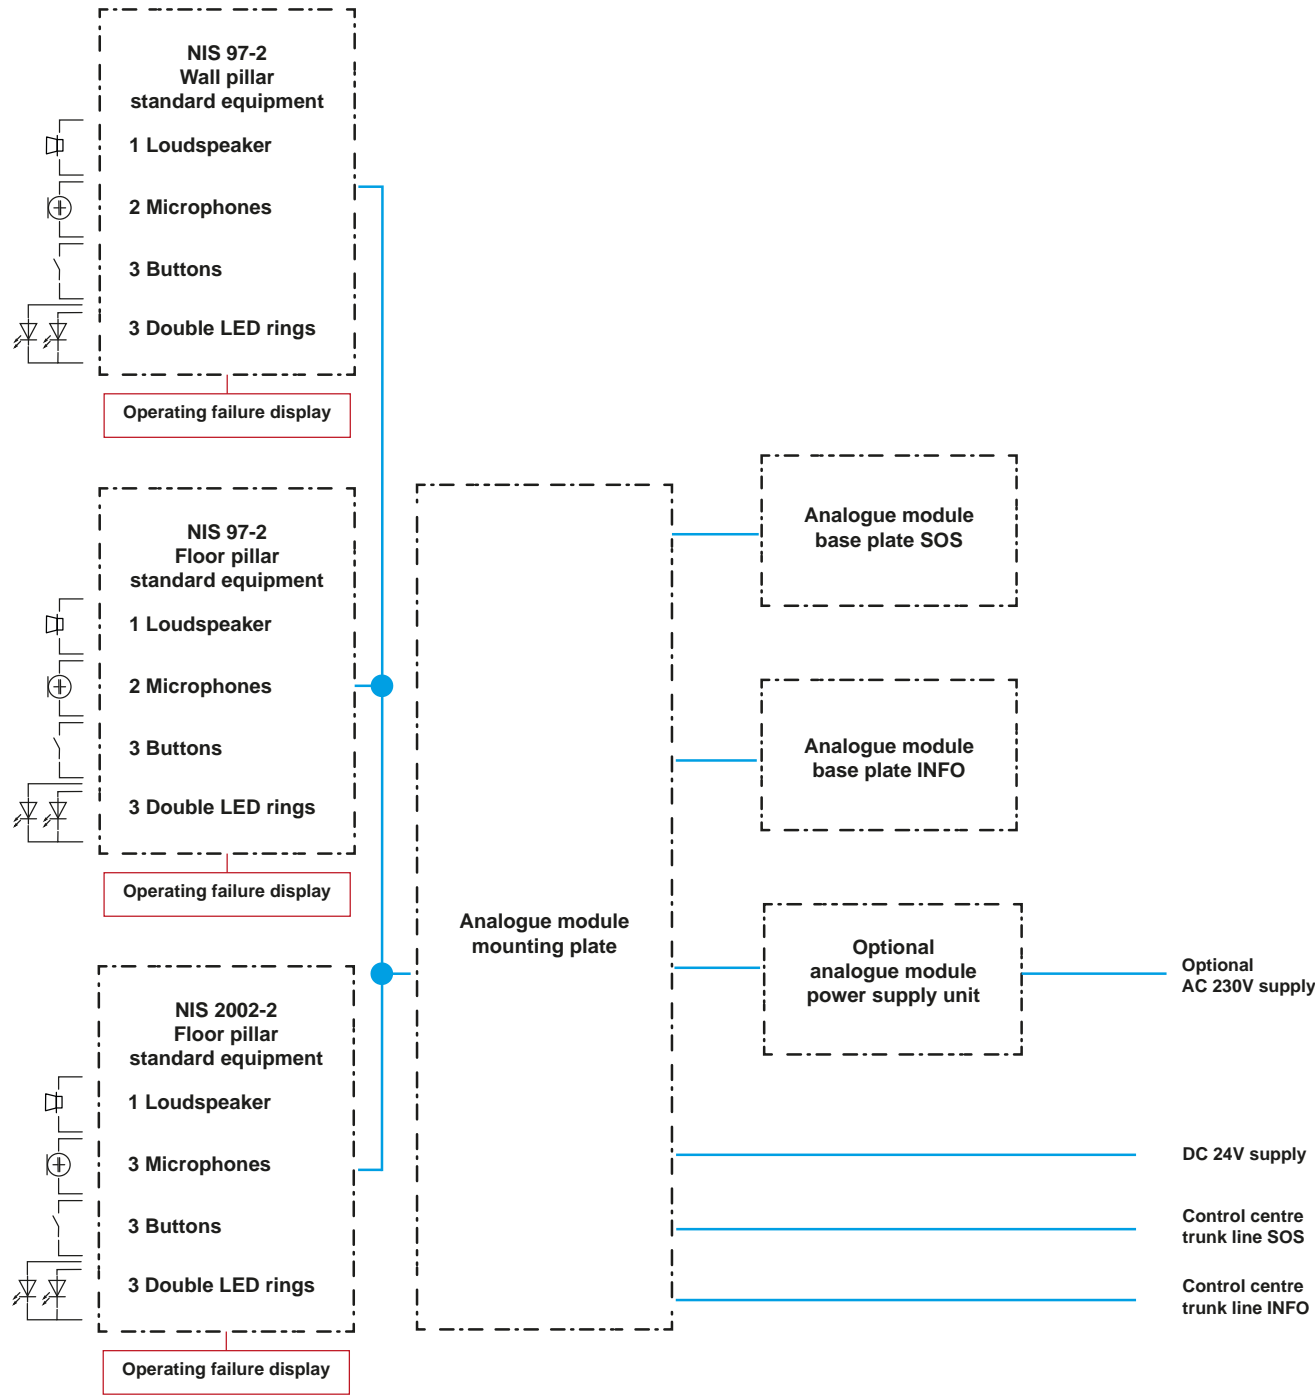 NIS 97-2
Wall pillar
standard equipment
1 Loudspeaker
2 Microphones
3 Buttons
3 Double LED rings
Operating failure display
NIS 97-2
Floor pillar
standard equipment
1 Loudspeaker
2 Microphones
3 Buttons
3 Double LED rings
Operating failure display
NIS 2002-2
Floor pillar
standard equipment
1 Loudspeaker
3 Microphones
3 Buttons
3 Double LED rings
Operating failure display
Analogue module
mounting plate
Analogue module
base plate SOS
Analogue module
base plate INFO
Optional
analogue module
power supply unit
Optional
AC 230V supply
DC 24V supply
Control centre
trunk line SOS
Control centre
trunk line INFO